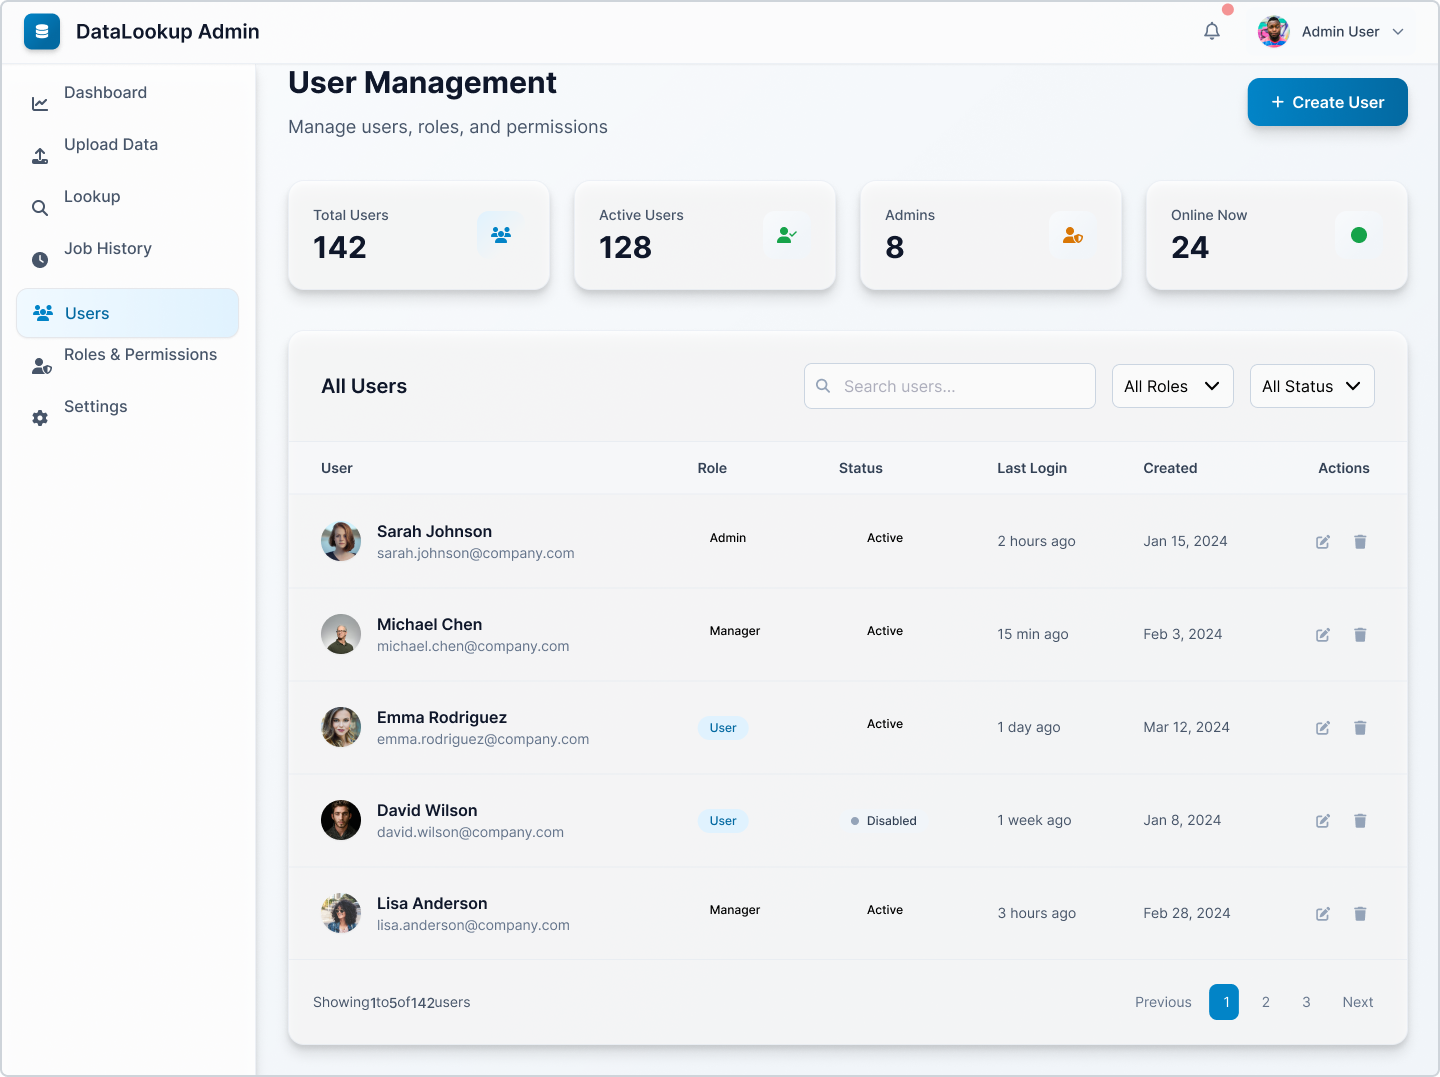 DataLookup Admin
Admin User
Dashboard
Upload Data
Lookup
Job History
Users
Roles & Permissions
Settings
User Management
Manage users, roles, and permissions
+ Create User
Total Users
142
Active Users
128
Admins
8
Online Now
24
All Users
Search users...
All Roles
All Status
User Role Status Last Login Created Actions
Sarah Johnson
sarah.johnson@company.com
Admin Active 2 hours ago Jan 15, 2024
Michael Chen
michael.chen@company.com
Manager Active 15 min ago Feb 3, 2024
Emma Rodriguez
emma.rodriguez@company.com
User Active 1 day ago Mar 12, 2024
David Wilson
david.wilson@company.com
User Disabled 1 week ago Jan 8, 2024
Lisa Anderson
lisa.anderson@company.com
Manager Active 3 hours ago Feb 28, 2024
Showing1to5of142users
Previous 1 2 3 Next